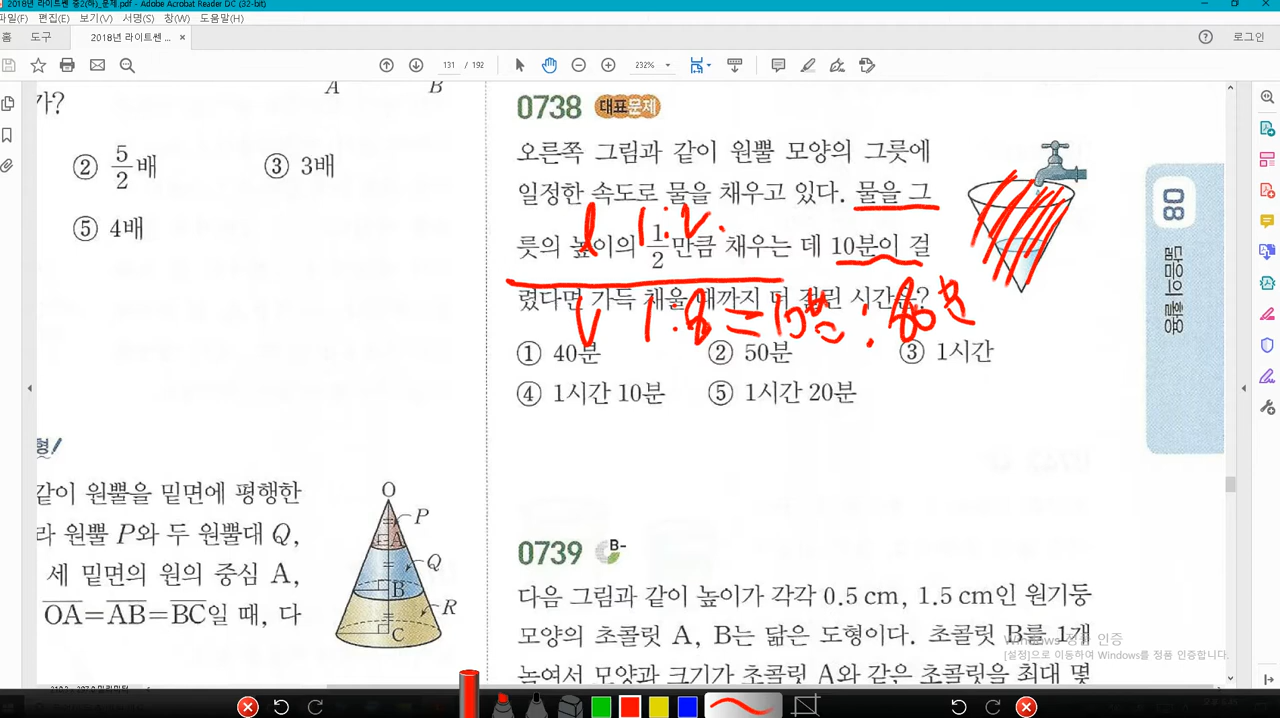 2018년 라이트쎈 중2(하)_문제.pdf - Adobe Acrobat Reader DC (32-bit)
파일(F) 편집(E) 보기(V) 서명(S) 창(W) 도움말(H)
홈 도구 2018년 라이트쎈 ... × 로그인
131 / 192 232%
A B
가?
② 5/2배 ③ 3배
⑤ 4배
형!
같이 원뿔을 밑면에 평행한
라 원뿔 P와 두 원뿔대 Q,
세 밑면의 원의 중심 A,
OA=AB=BC일 때, 다
O
P
A
Q
B
R
C
0738 대표문제
오른쪽 그림과 같이 원뿔 모양의 그릇에
일정한 속도로 물을 채우고 있다. 물을 그
릇의 높이의 1/2만큼 채우는 데 10분이 걸
렸다면 가득 채울 때까지 더 걸린 시간은?
l 1:2
V 1:8=10분:80분
① 40분 ② 50분 ③ 1시간
④ 1시간 10분 ⑤ 1시간 20분
0739 B-
다음 그림과 같이 높이가 각각 0.5 cm, 1.5 cm인 원기둥
모양의 초콜릿 A, B는 닮은 도형이다. 초콜릿 B를 1개
녹여서 모양과 크기가 초콜릿 A와 같은 초콜릿을 최대 몇
08
닮음의 활용
Windows 정품 인증
[설정]으로 이동하여 Windows를 정품 인증합니다.